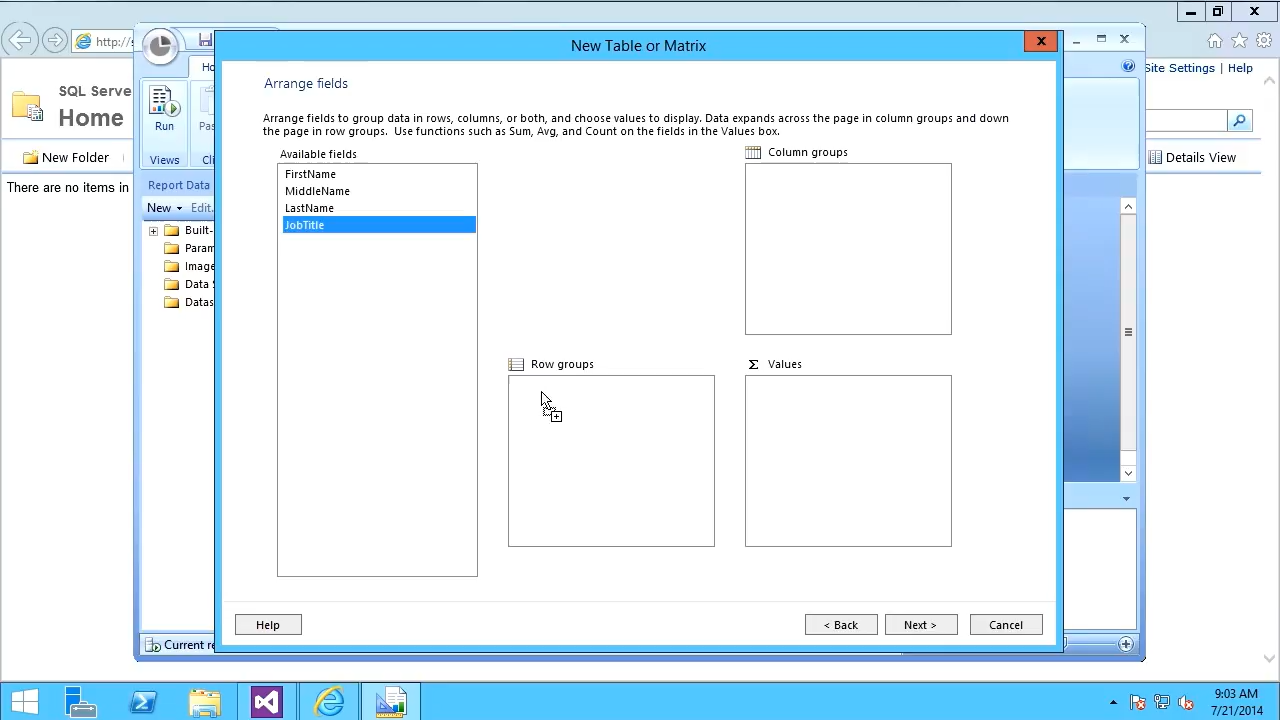 New Table or Matrix
http://s
SQL Serve
Home
Site Settings | Help
New Folder
Details View
There are no items in
Run
Pas
Views
Cli
Report Data
New
Edit.
Built-
Param
Image
Data S
Datas
Arrange fields
Arrange fields to group data in rows, columns, or both, and choose values to display. Data expands across the page in column groups and down
the page in row groups. Use functions such as Sum, Avg, and Count on the fields in the Values box.
Available fields
FirstName
MiddleName
LastName
JobTitle
Column groups
Row groups
Σ Values
Help
< Back
Next >
Cancel
Current re
9:03 AM
7/21/2014